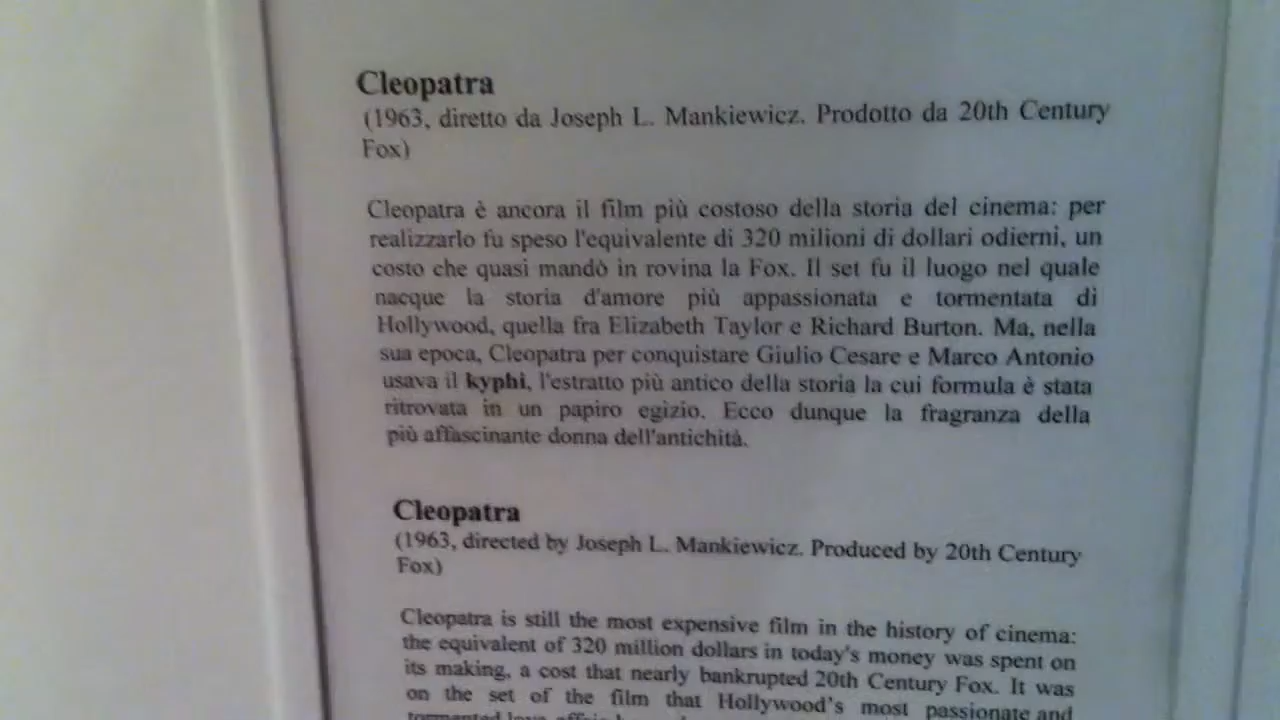 Cleopatra
(1963, diretto da Joseph L. Mankiewicz. Prodotto da 20th Century
Fox)
Cleopatra è ancora il film più costoso della storia del cinema: per
realizzarlo fu speso l'equivalente di 320 milioni di dollari odierni, un
costo che quasi mandò in rovina la Fox. Il set fu il luogo nel quale
nacque la storia d'amore più appassionata e tormentata di
Hollywood, quella fra Elizabeth Taylor e Richard Burton. Ma, nella
sua epoca, Cleopatra per conquistare Giulio Cesare e Marco Antonio
usava il kyphi, l'estratto più antico della storia la cui formula è stata
ritrovata in un papiro egizio. Ecco dunque la fragranza della
più affascinante donna dell'antichità.
Cleopatra
(1963, directed by Joseph L. Mankiewicz. Produced by 20th Century
Fox)
Cleopatra is still the most expensive film in the history of cinema:
the equivalent of 320 million dollars in today's money was spent on
its making, a cost that nearly bankrupted 20th Century Fox. It was
on the set of the film that Hollywood's most passionate and
tormented love affair